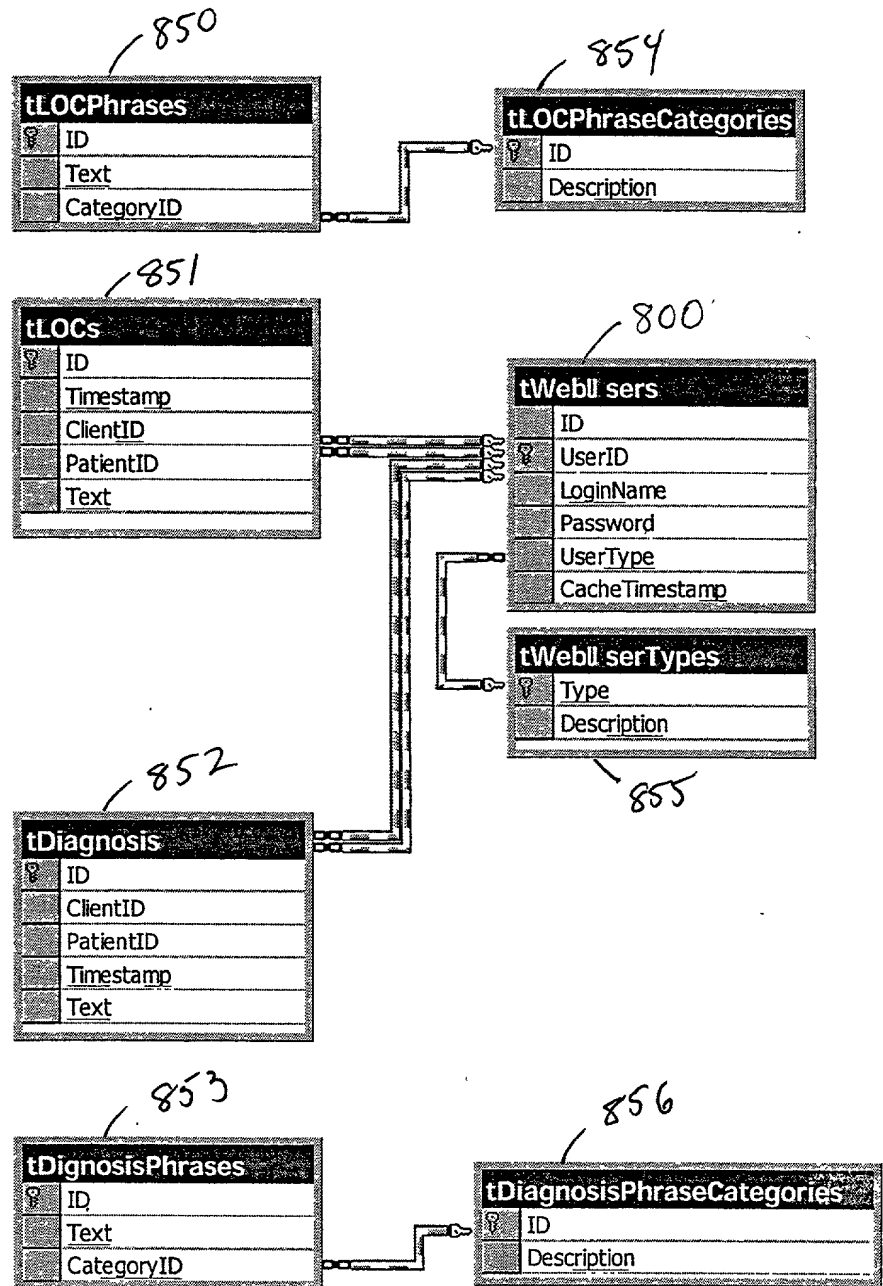 850
tLOCPhrases
ID
Text
CategoryID
854
tLOCPhraseCategories
ID
Description
851
tLOCs
ID
Timestamp
ClientID
PatientID
Text
800
tWebUsers
ID
UserID
LoginName
Password
UserType
CacheTimestamp
tWebUserTypes
Type
Description
855
852
tDiagnosis
ID
ClientID
PatientID
Timestamp
Text
853
tDignosisPhrases
ID
Text
CategoryID
856
tDiagnosisPhraseCategories
ID
Description